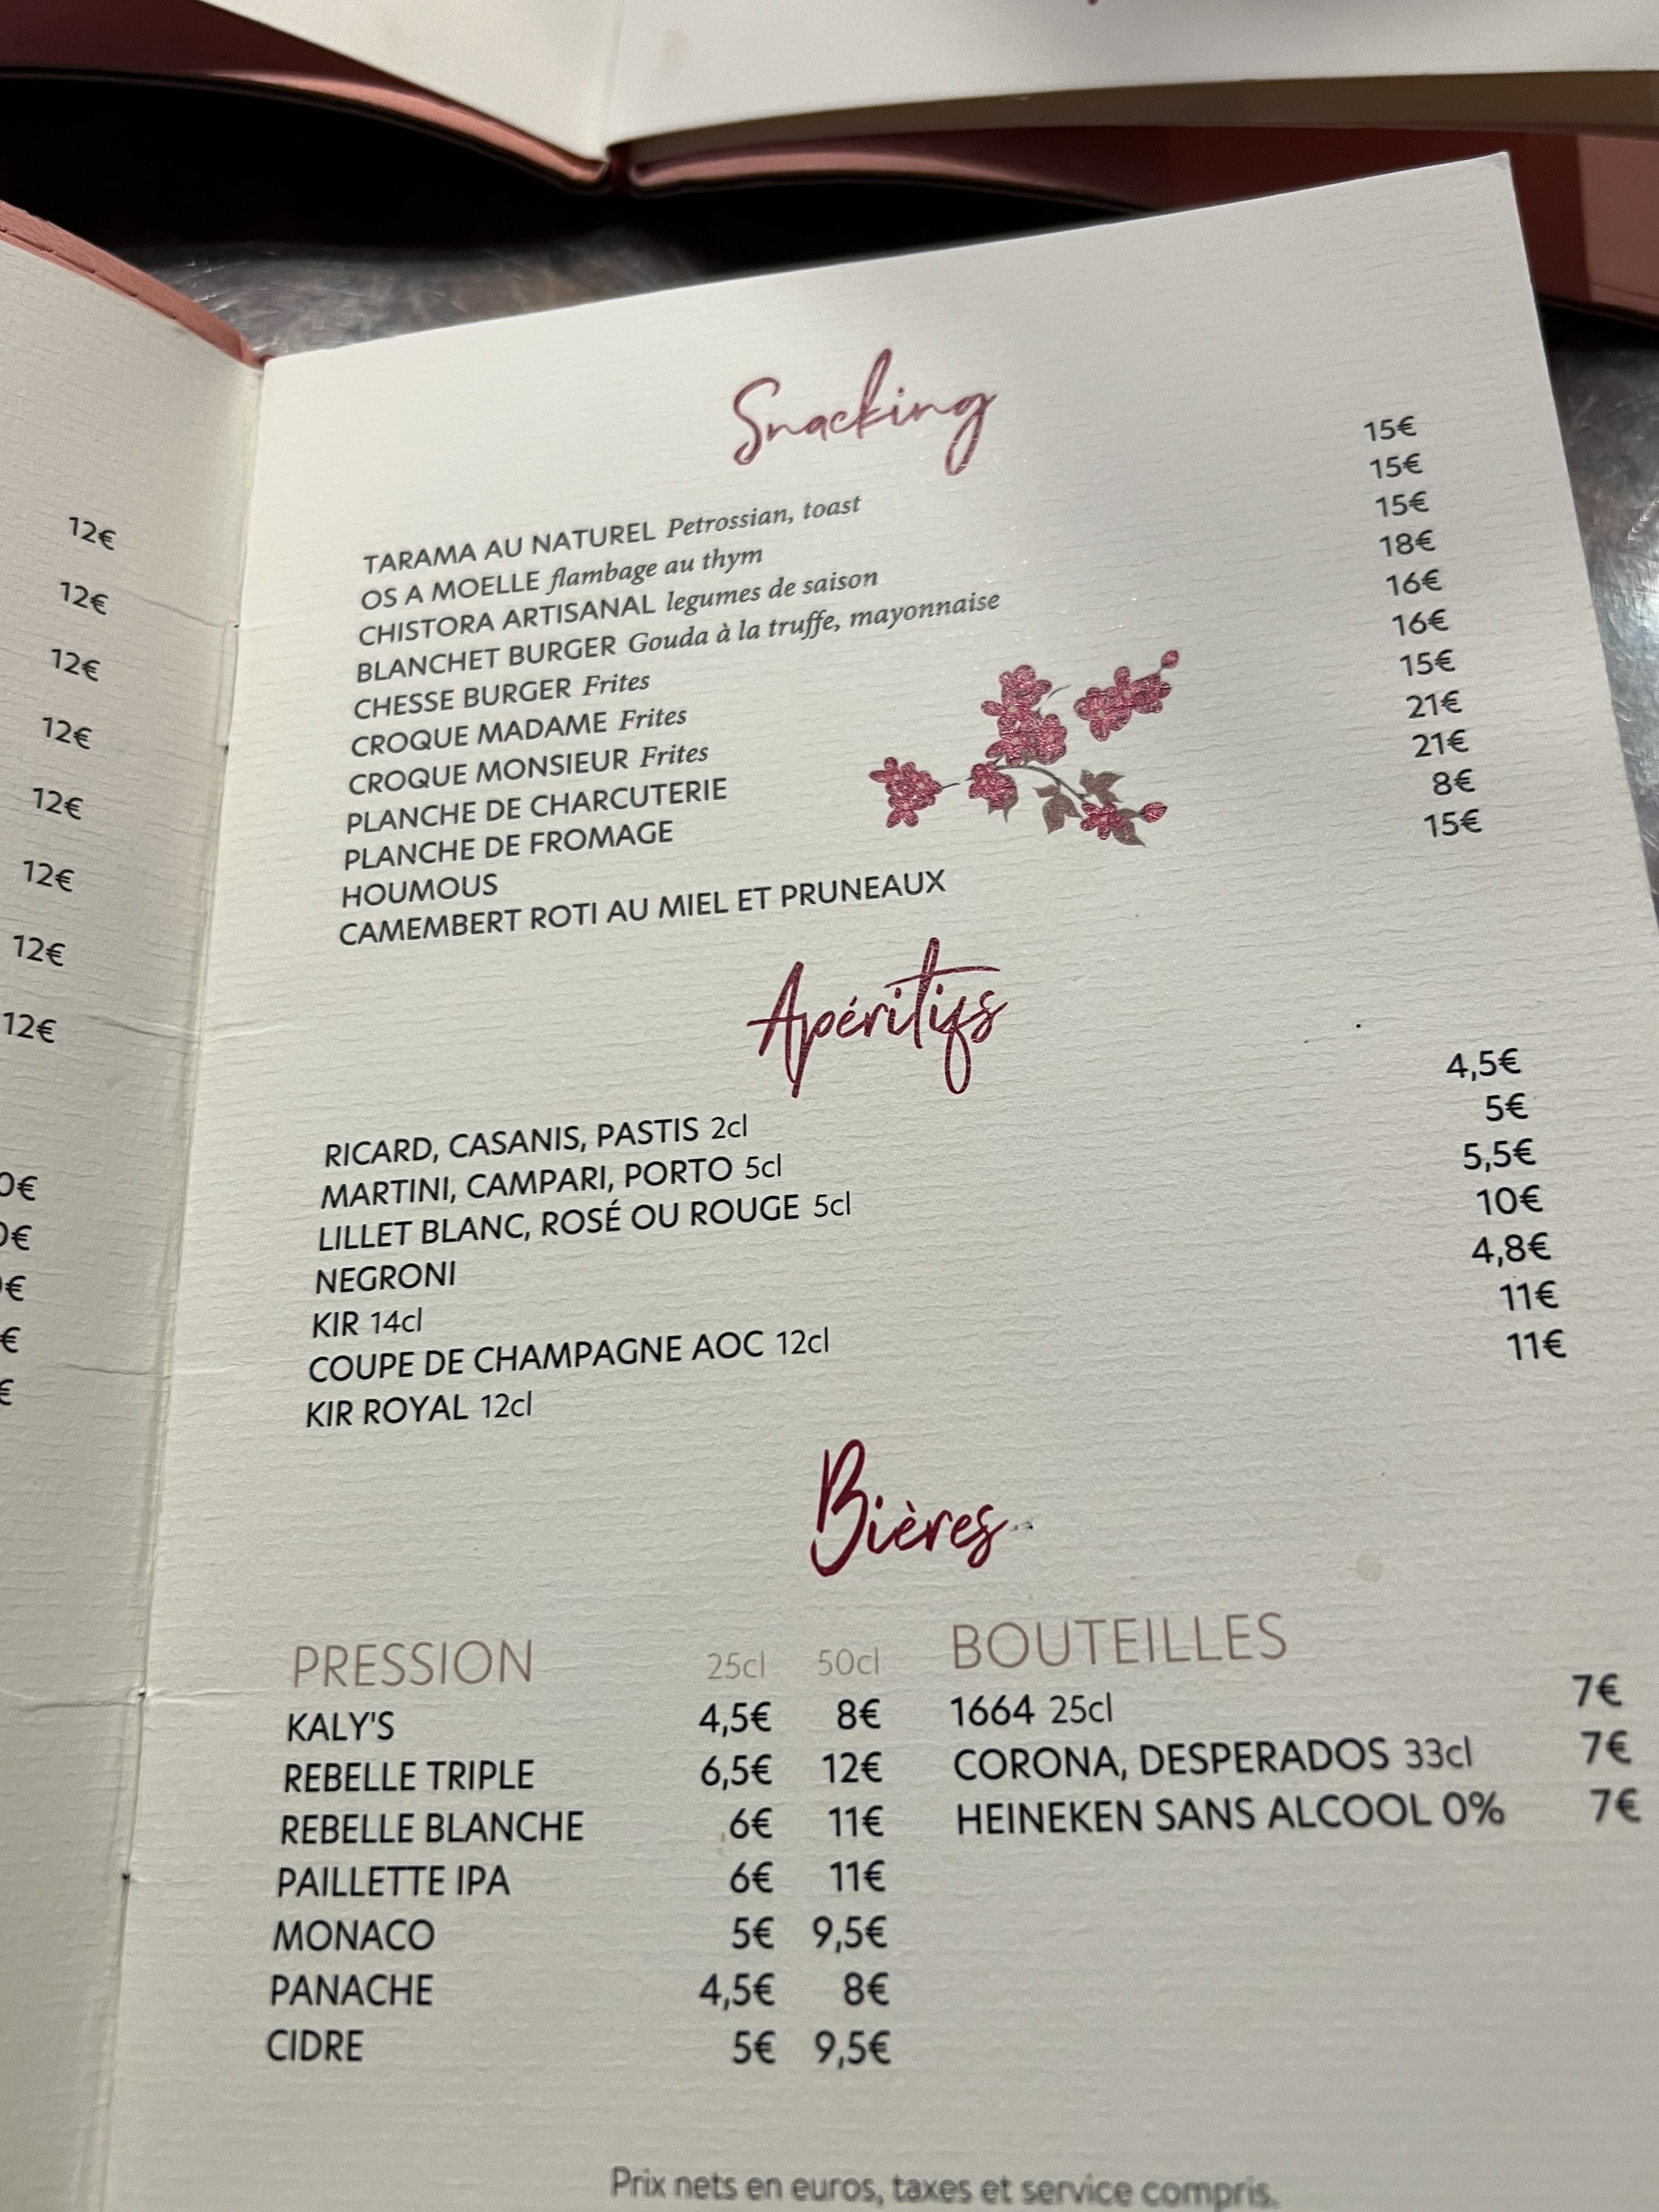 12€
12€
12€
12€
12€
12€
12€
12€
0€
€
€
€
€
Snacking
TARAMA AU NATUREL Petrossian, toast 15€
OS A MOELLE flambage au thym 15€
CHISTORA ARTISANAL legumes de saison 15€
BLANCHET BURGER Gouda à la truffe, mayonnaise 18€
CHESSE BURGER Frites 16€
CROQUE MADAME Frites 16€
CROQUE MONSIEUR Frites 15€
PLANCHE DE CHARCUTERIE 21€
PLANCHE DE FROMAGE 21€
HOUMOUS 8€
CAMEMBERT ROTI AU MIEL ET PRUNEAUX 15€
Apéritifs
RICARD, CASANIS, PASTIS 2cl 4,5€
MARTINI, CAMPARI, PORTO 5cl 5€
LILLET BLANC, ROSÉ OU ROUGE 5cl 5,5€
NEGRONI 10€
KIR 14cl 4,8€
COUPE DE CHAMPAGNE AOC 12cl 11€
KIR ROYAL 12cl 11€
Bières
PRESSION 25cl 50cl
KALY'S 4,5€ 8€
REBELLE TRIPLE 6,5€ 12€
REBELLE BLANCHE 6€ 11€
PAILLETTE IPA 6€ 11€
MONACO 5€ 9,5€
PANACHE 4,5€ 8€
CIDRE 5€ 9,5€
BOUTEILLES
1664 25cl 7€
CORONA, DESPERADOS 33cl 7€
HEINEKEN SANS ALCOOL 0% 7€
Prix nets en euros, taxes et service compris.